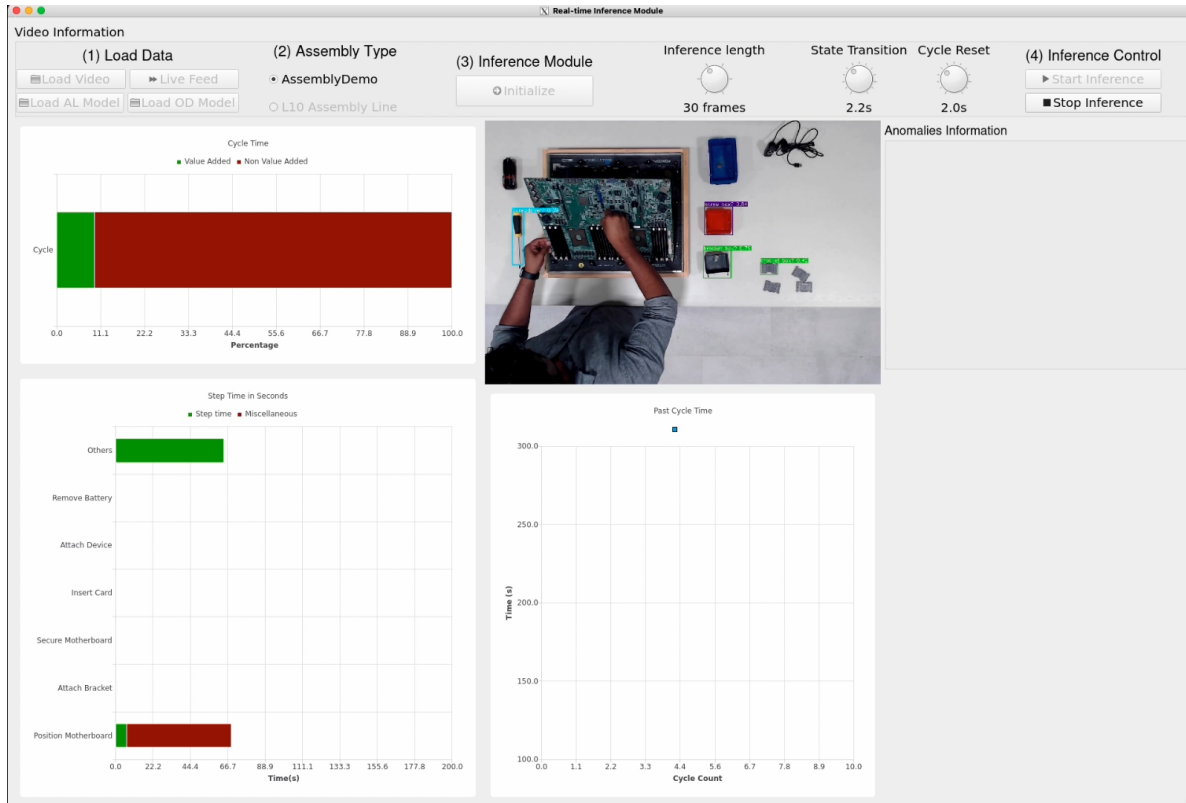 Real-time Inference Module
Video Information
(1) Load Data
Load Video
Live Feed
Load AL Model
Load OD Model
(2) Assembly Type
AssemblyDemo
L10 Assembly Line
(3) Inference Module
Initialize
Inference length
30 frames
State Transition
2.2s
Cycle Reset
2.0s
(4) Inference Control
Start Inference
Stop Inference
Cycle Time
Value Added Non Value Added
Cycle
0.0 11.1 22.2 33.3 44.4 55.6 66.7 77.8 88.9 100.0
Percentage
Anomalies Information
Step Time in Seconds
Step time Miscellaneous
Others
Remove Battery
Attach Device
Insert Card
Secure Motherboard
Attach Bracket
Position Motherboard
0.0 22.2 44.4 66.7 88.9 111.1 133.3 155.6 177.8 200.0
Time(s)
Past Cycle Time
300.0
250.0
200.0
150.0
100.0
Time (s)
0.0 1.1 2.2 3.3 4.4 5.6 6.7 7.8 8.9 10.0
Cycle Count